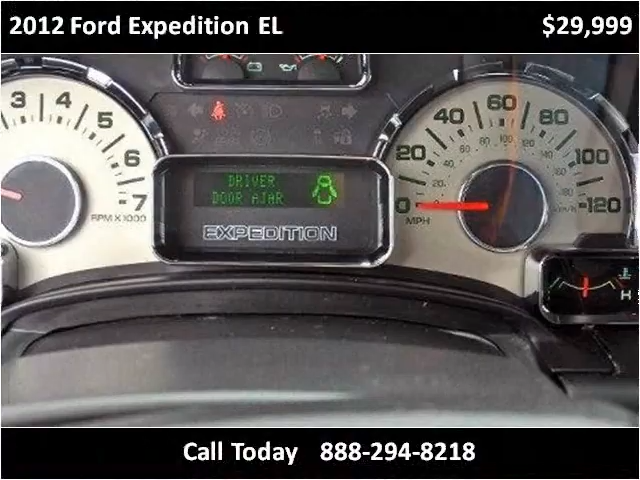 2012 Ford Expedition EL $29,999
3 4 5 6 7
RPM X 1000
DRIVER
DOOR AJAR
EXPEDITION
0 20 40 60 80 100 120
MPH
H
Call Today 888-294-8218